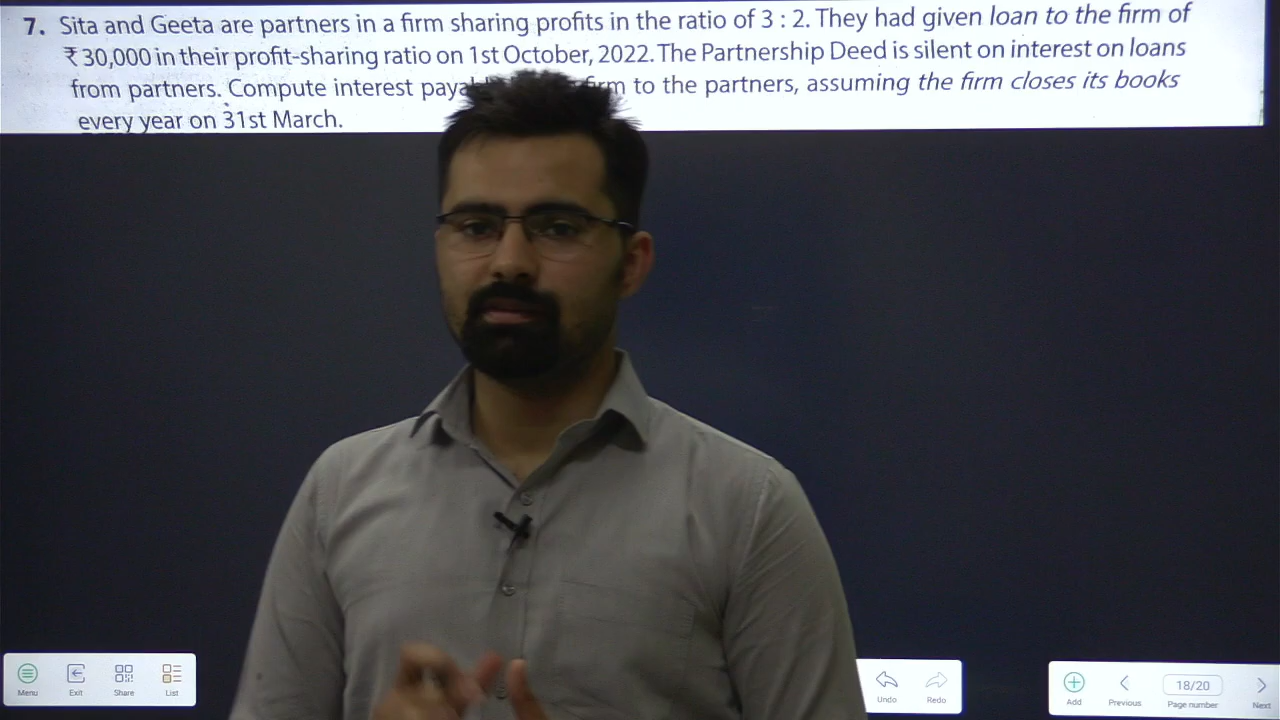 7. Sita and Geeta are partners in a firm sharing profits in the ratio of 3 : 2. They had given loan to the firm of
₹ 30,000 in their profit-sharing ratio on 1st October, 2022. The Partnership Deed is silent on interest on loans
from partners. Compute interest to the partners, assuming the firm closes its books
every year on 31st March.
Menu Exit Share List Undo Redo Add Previous 18/20 Page number Next